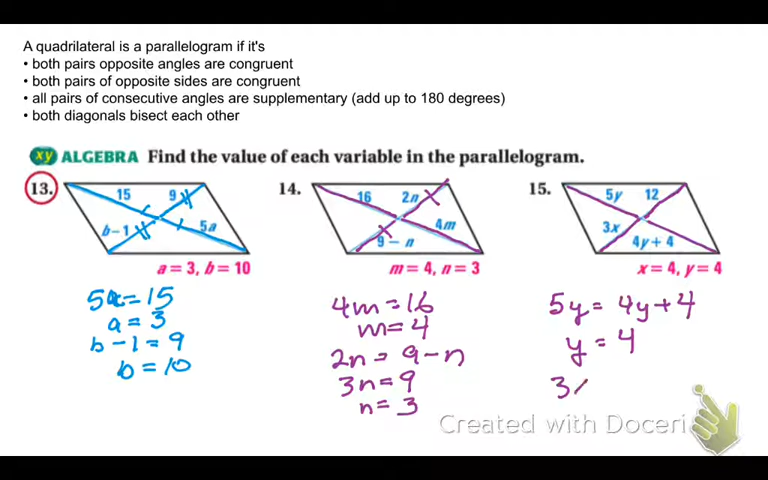 A quadrilateral is a parallelogram if it's
• both pairs opposite angles are congruent
• both pairs of opposite sides are congruent
• all pairs of consecutive angles are supplementary (add up to 180 degrees)
• both diagonals bisect each other
xy ALGEBRA Find the value of each variable in the parallelogram.
13.
15 9
b – 1 5a
a = 3, b = 10
5a = 15
a = 3
b - 1 = 9
b = 10
14.
16 2n
4m
9 – n
m = 4, n = 3
4m = 16
m = 4
2n = 9 - n
3n = 9
n = 3
15.
5y 12
3x
4y + 4
x = 4, y = 4
5y = 4y + 4
y = 4
3
Created with Doceri